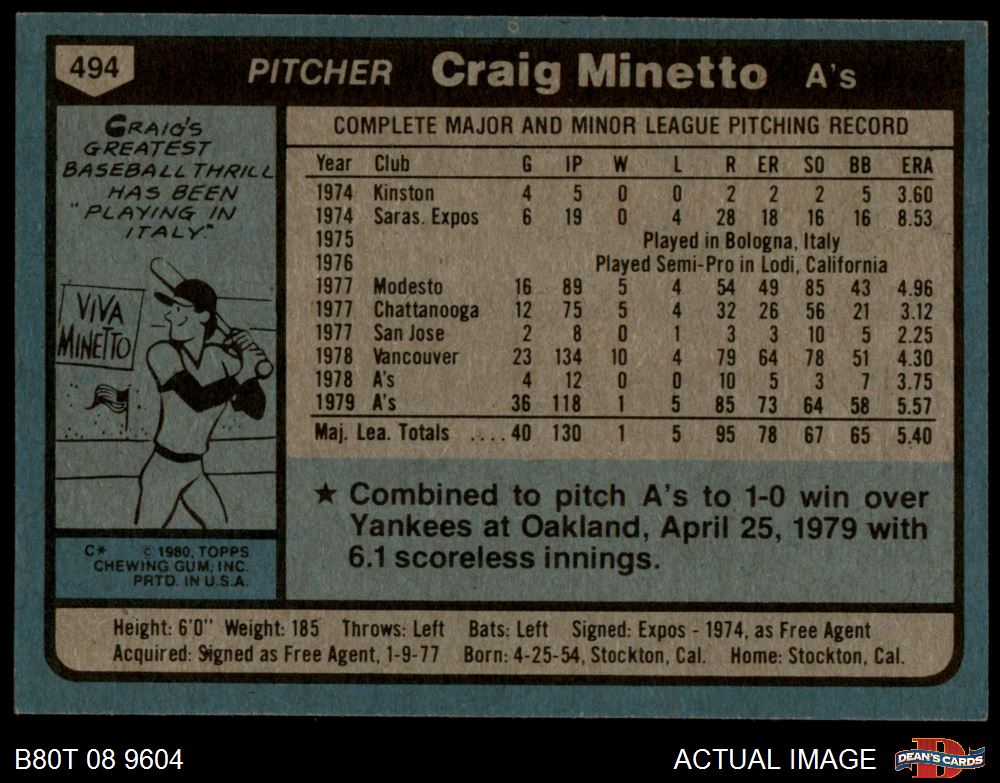 494 PITCHER Craig Minetto A's
CRAIG'S
GREATEST
BASEBALL THRILL
HAS BEEN
"PLAYING IN
ITALY."
VIVA
MINETTO
C* © 1980, TOPPS
CHEWING GUM, INC.
PRTD. IN U.S.A.
COMPLETE MAJOR AND MINOR LEAGUE PITCHING RECORD
Year Club G IP W L R ER SO BB ERA
1974 Kinston 4 5 0 0 2 2 2 5 3.60
1974 Saras. Expos 6 19 0 4 28 18 16 16 8.53
1975 Played in Bologna, Italy
1976 Played Semi-Pro in Lodi, California
1977 Modesto 16 89 5 4 54 49 85 43 4.96
1977 Chattanooga 12 75 5 4 32 26 56 21 3.12
1977 San Jose 2 8 0 1 3 3 10 5 2.25
1978 Vancouver 23 134 10 4 79 64 78 51 4.30
1978 A's 4 12 0 0 10 5 3 7 3.75
1979 A's 36 118 1 5 85 73 64 58 5.57
Maj. Lea. Totals ....40 130 1 5 95 78 67 65 5.40
★ Combined to pitch A's to 1-0 win over
Yankees at Oakland, April 25, 1979 with
6.1 scoreless innings.
Height: 6'0" Weight: 185 Throws: Left Bats: Left Signed: Expos - 1974, as Free Agent
Acquired: Signed as Free Agent, 1-9-77 Born: 4-25-54, Stockton, Cal. Home: Stockton, Cal.
B80T 08 9604 ACTUAL IMAGE D DEAN'S CARDS